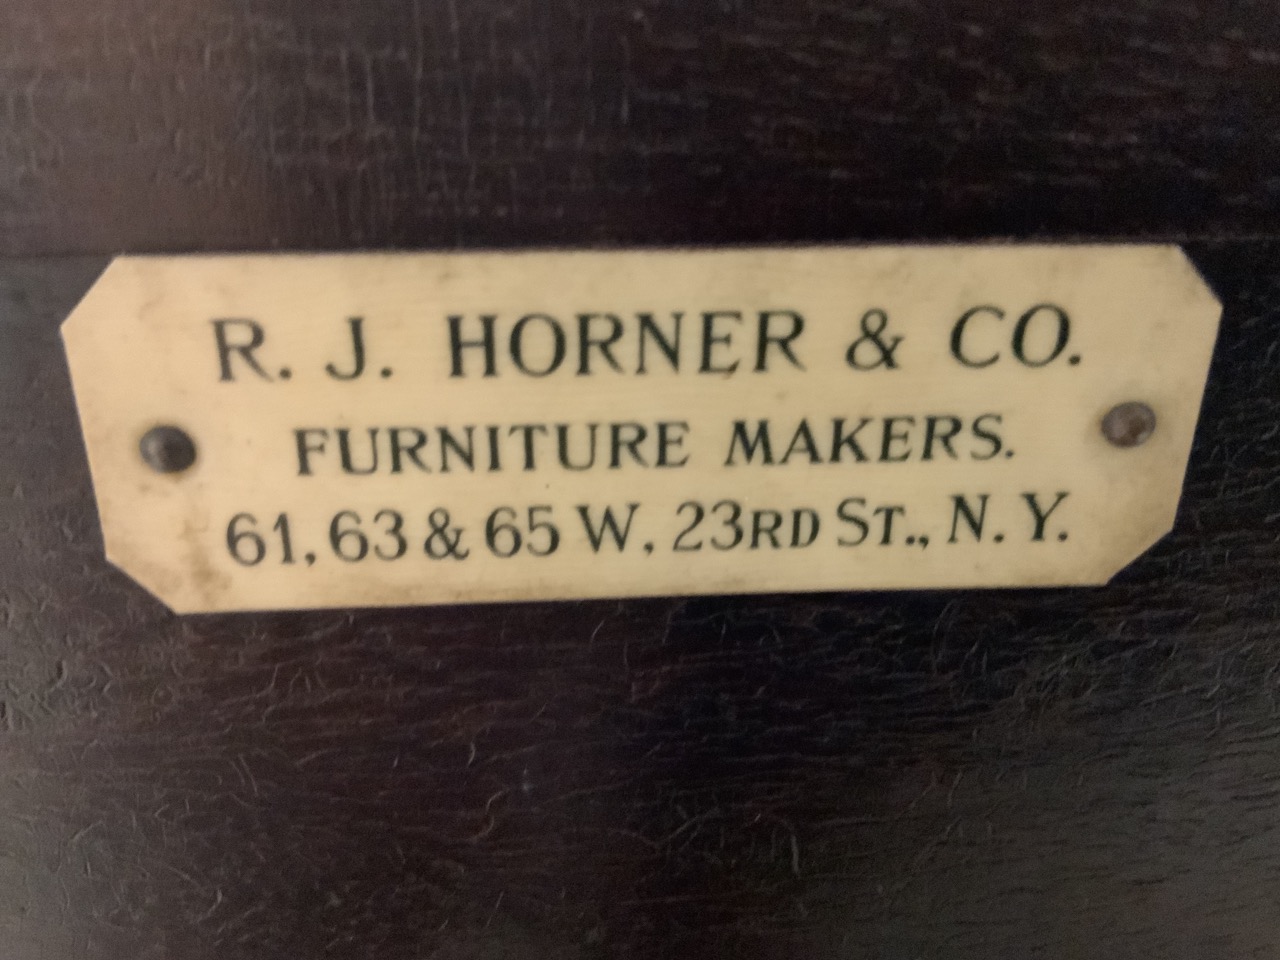 R. J. HORNER & CO.
FURNITURE MAKERS.
61, 63 & 65 W. 23RD ST., N. Y.